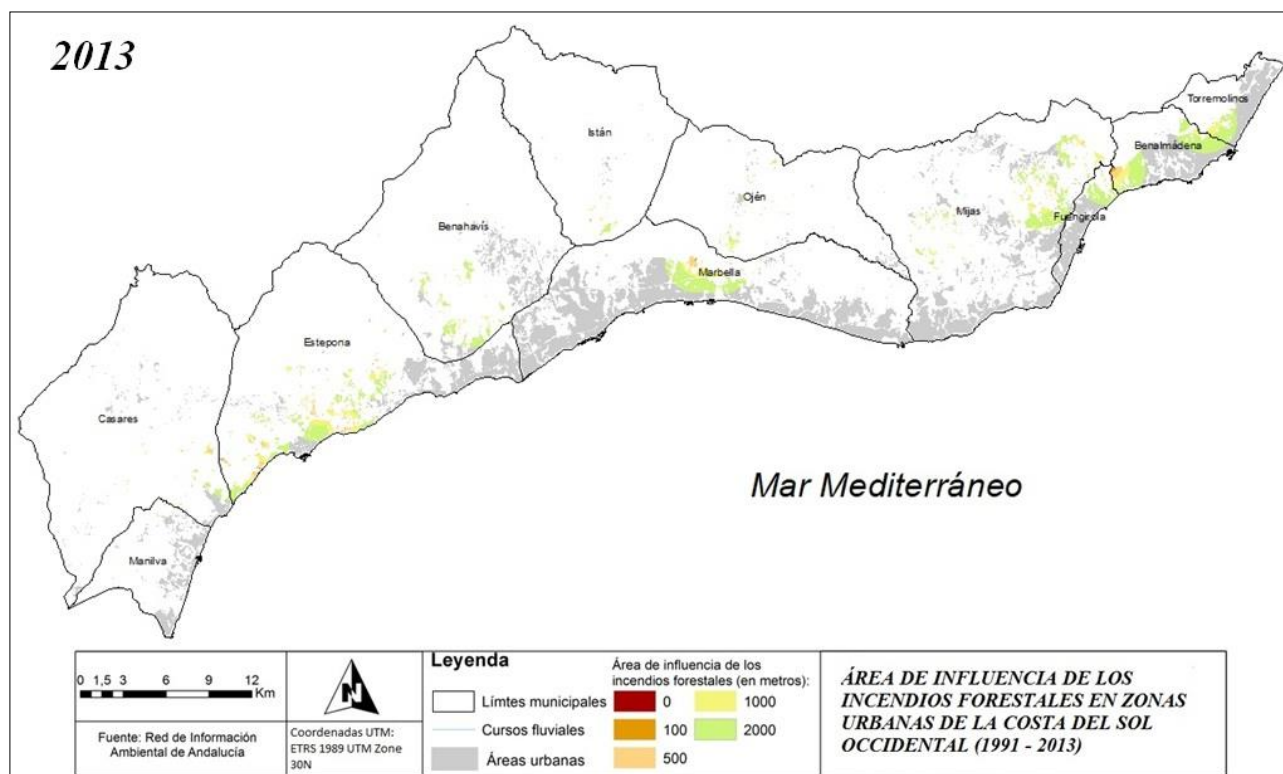 2013
Torremolinos
Istán
Benalmádena
Ojén
Mijas
Fuengirola
Benahavís
Marbella
Estepona
Casares
Mar Mediterráneo
Manilva
0 1,5 3 6 9 12
Km
Fuente: Red de Información
Ambiental de Andalucía
N
Coordenadas UTM:
ETRS 1989 UTM Zone
30N
Leyenda
Límtes municipales
Cursos fluviales
Áreas urbanas
Área de influencia de los
incendios forestales (en metros):
0
100
500
1000
2000
ÁREA DE INFLUENCIA DE LOS
INCENDIOS FORESTALES EN ZONAS
URBANAS DE LA COSTA DEL SOL
OCCIDENTAL (1991 - 2013)